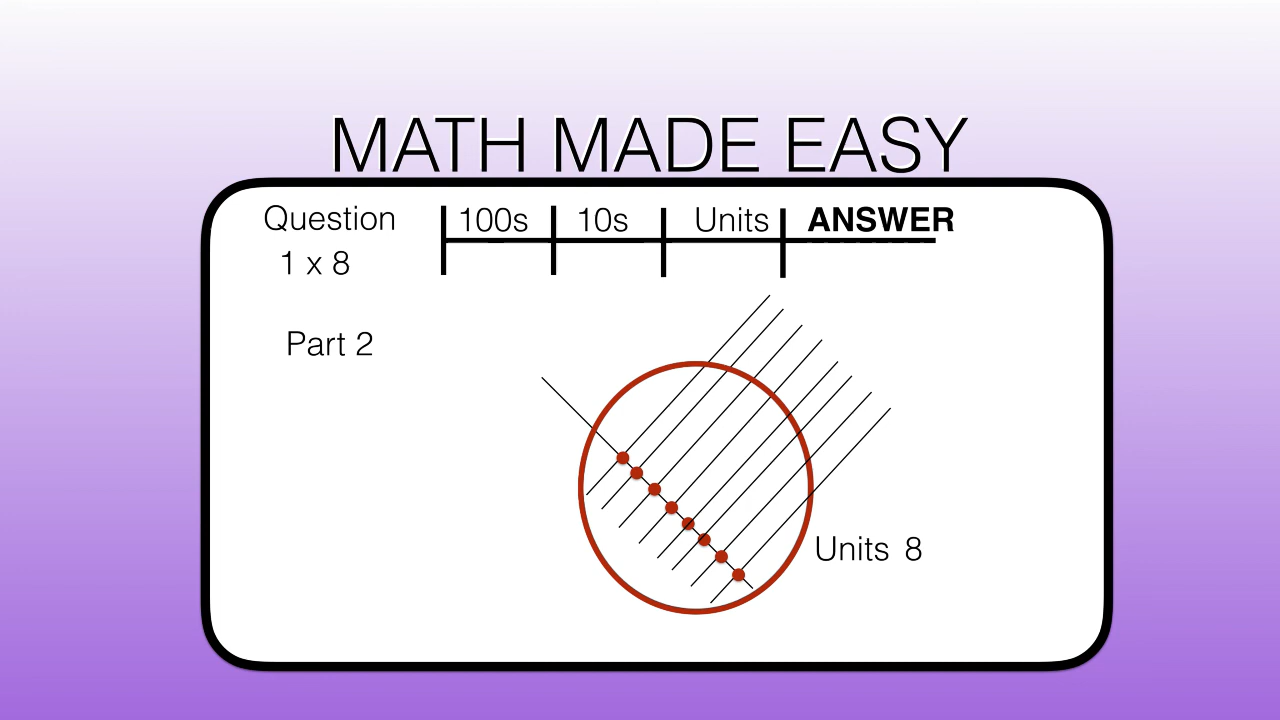 MATH MADE EASY
Question 100s 10s Units ANSWER
1 x 8
Part 2
Units 8